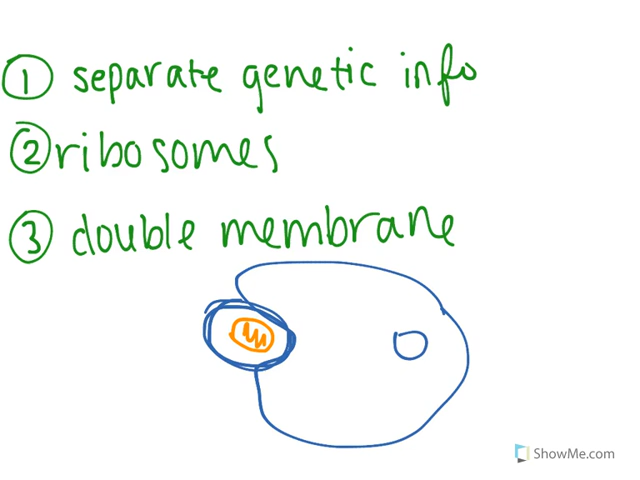 ① separate genetic info
② ribosomes
③ double membrane
ShowMe.com